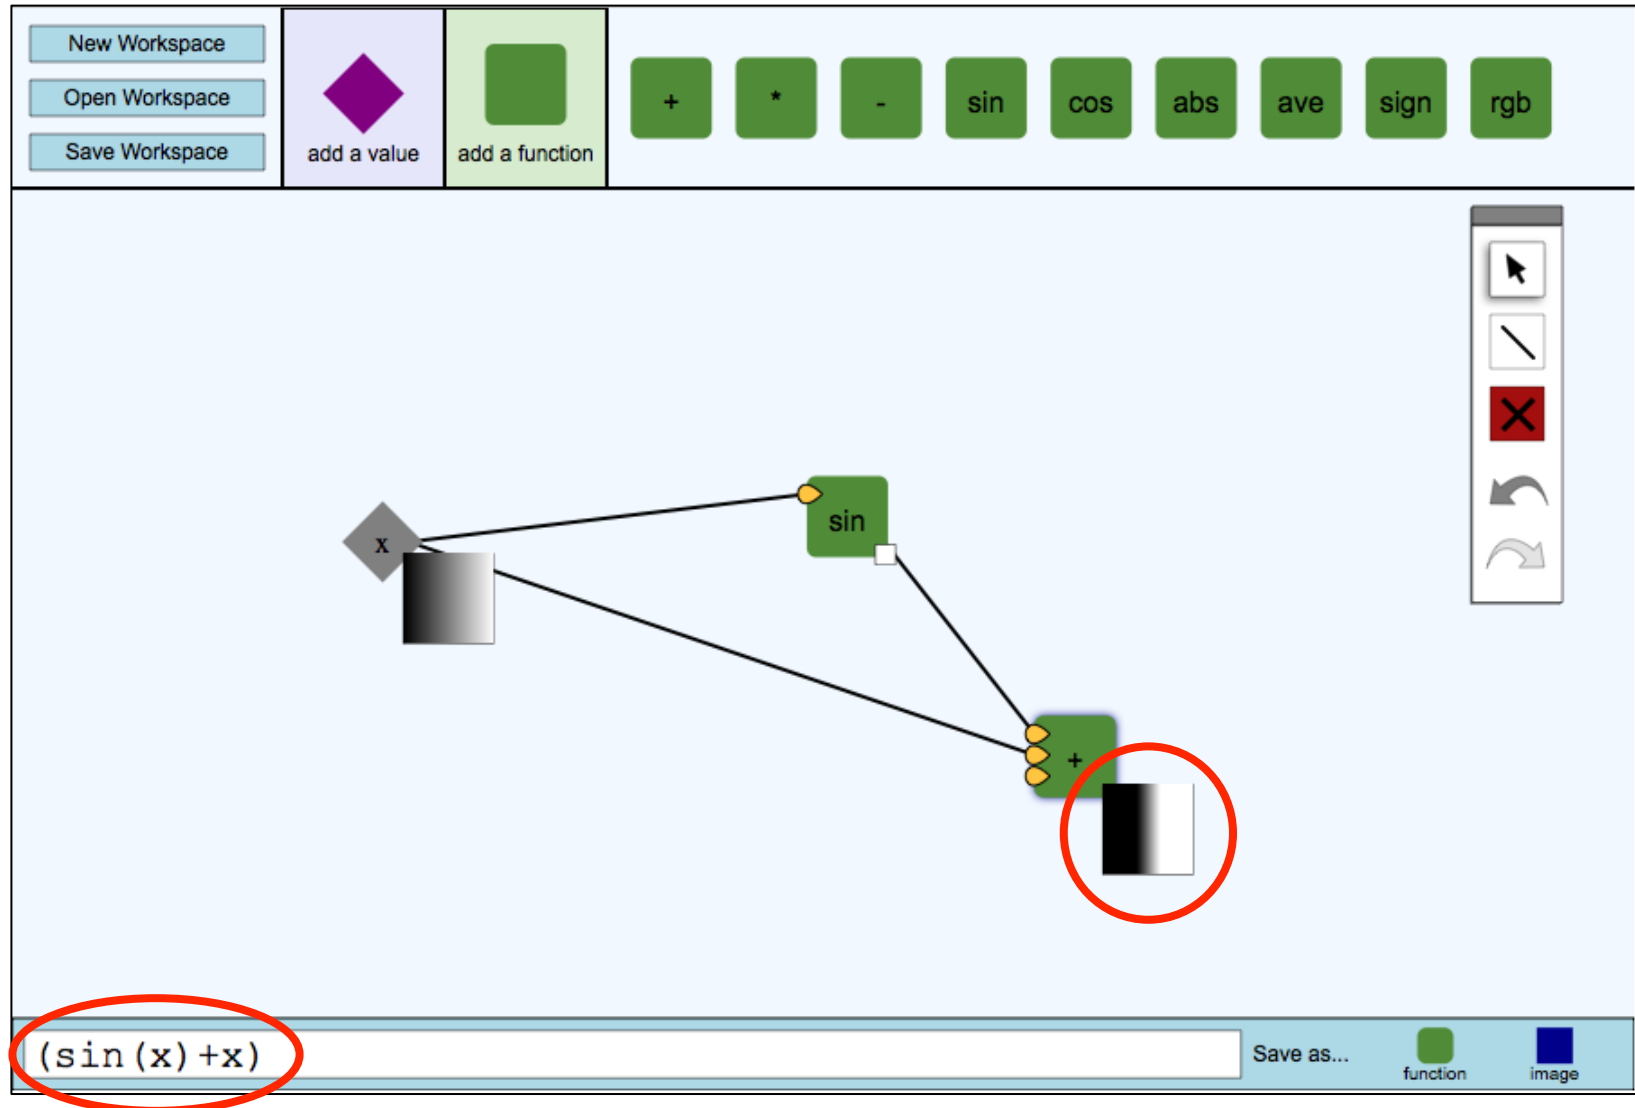 New Workspace
Open Workspace
Save Workspace
add a value
add a function
+ * - sin cos abs ave sign rgb
x
sin
+
(sin(x)+x)
Save as...
function
image